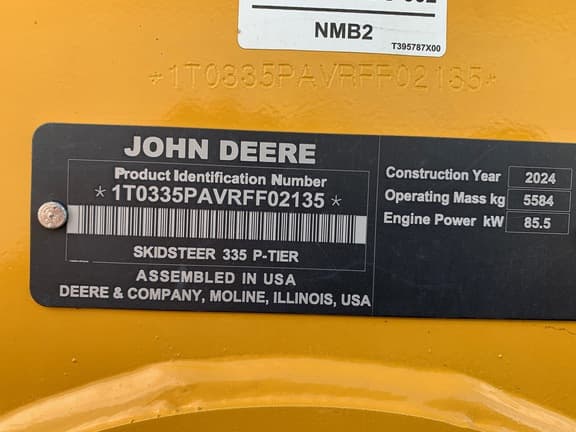 NMB2
T395787X00
*1T0335PAVRFF02135*
JOHN DEERE
Product Identification Number
*1T0335PAVRFF02135*
SKIDSTEER 335 P-TIER
ASSEMBLED IN USA
DEERE & COMPANY, MOLINE, ILLINOIS, USA
Construction Year 2024
Operating Mass kg 5584
Engine Power kW 85.5